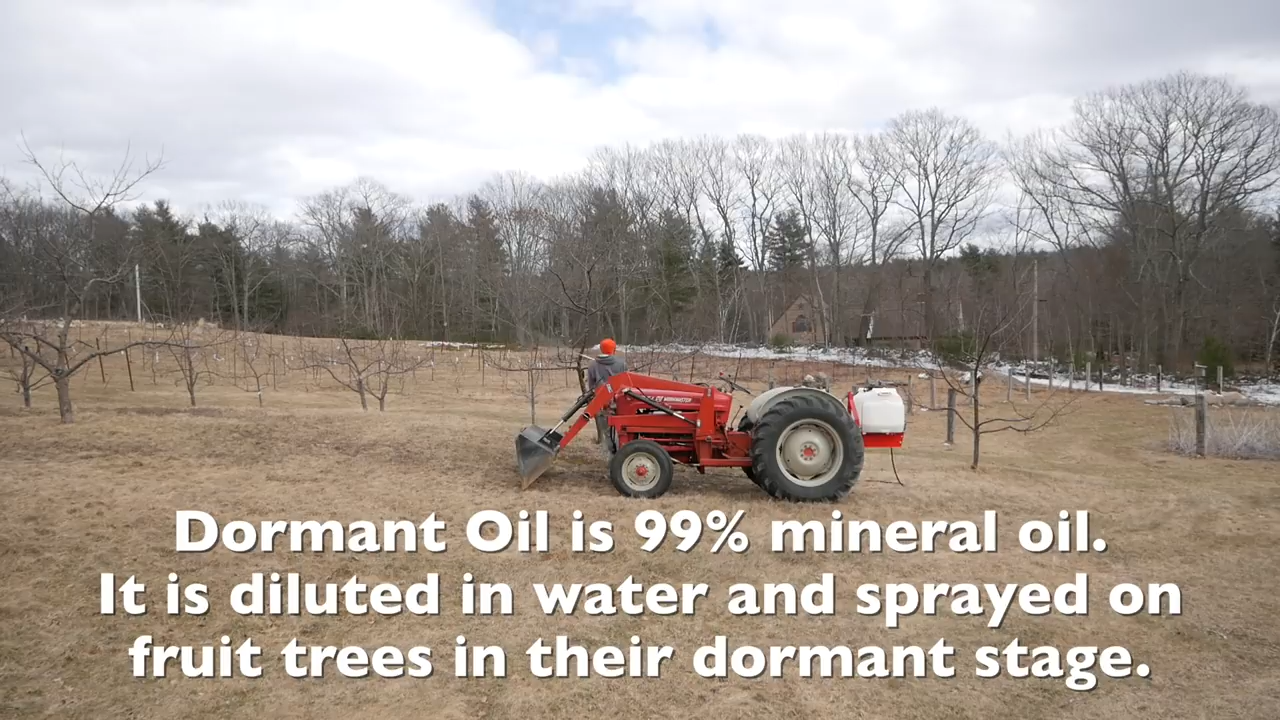 Dormant Oil is 99% mineral oil.
It is diluted in water and sprayed on
fruit trees in their dormant stage.
WORKMASTER